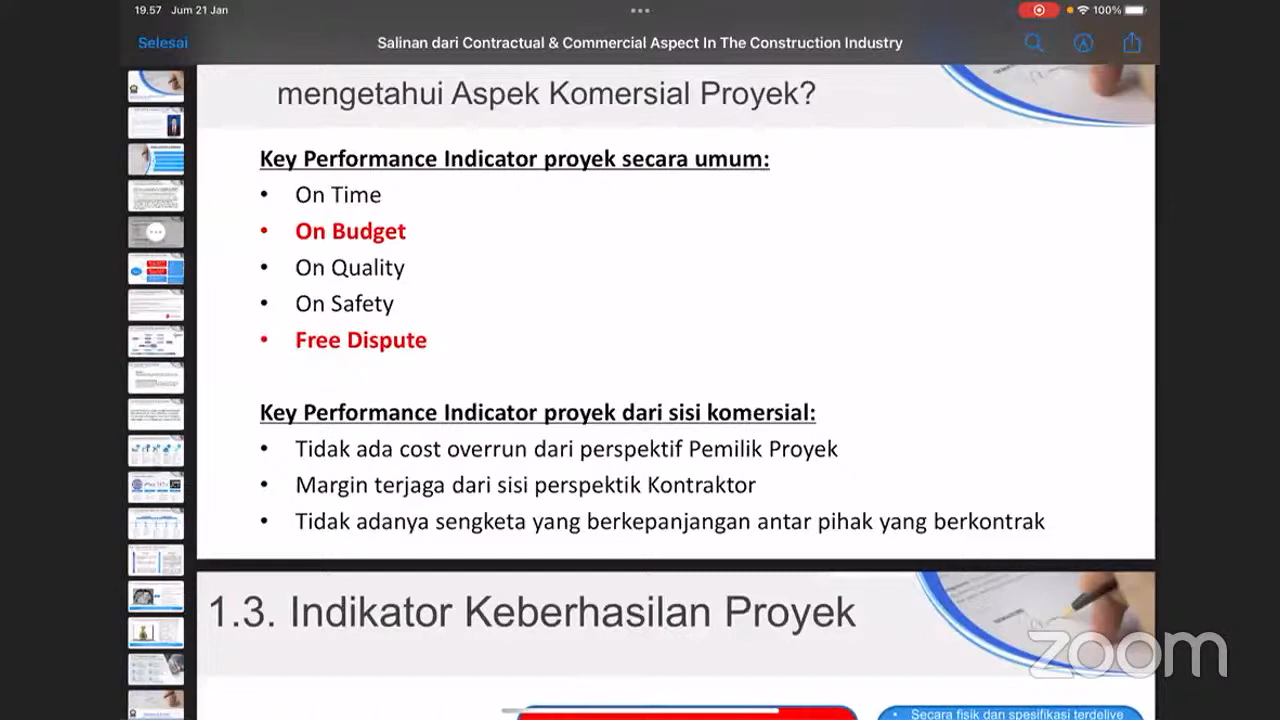 19.57 Jum 21 Jan
100%
Selesai
Salinan dari Contractual & Commercial Aspect In The Construction Industry
mengetahui Aspek Komersial Proyek?
Key Performance Indicator proyek secara umum:
• On Time
• On Budget
• On Quality
• On Safety
• Free Dispute
Key Performance Indicator proyek dari sisi komersial:
• Tidak ada cost overrun dari perspektif Pemilik Proyek
• Margin terjaga dari sisi perspektik Kontraktor
• Tidak adanya sengketa yang berkepanjangan antar pihak yang berkontrak
1.3. Indikator Keberhasilan Proyek
zoom
• Secara fisik dan spesifikasi terdelive